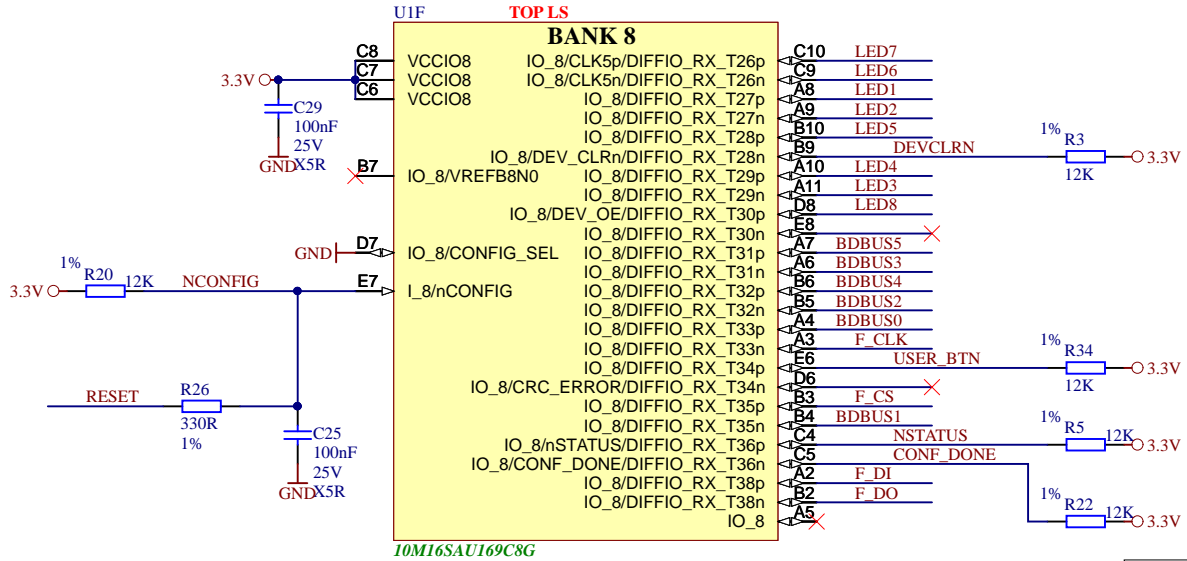 U1F
TOP LS
BANK 8
C8 VCCIO8
C7 VCCIO8
C6 VCCIO8
3.3V
C29
100nF
25V
X5R
GND
B7 IO_8/VREFB8N0
GND D7 IO_8/CONFIG_SEL
3.3V 1% R20 12K NCONFIG E7 I_8/nCONFIG
RESET R26
330R
1%
C25
100nF
25V
X5R
GND
IO_8/CLK5p/DIFFIO_RX_T26p C10 LED7
IO_8/CLK5n/DIFFIO_RX_T26n C9 LED6
IO_8/DIFFIO_RX_T27p A8 LED1
IO_8/DIFFIO_RX_T27n A9 LED2
IO_8/DIFFIO_RX_T28p B10 LED5
IO_8/DEV_CLRn/DIFFIO_RX_T28n B9 DEVCLRN 1% R3 12K 3.3V
IO_8/DIFFIO_RX_T29p A10 LED4
IO_8/DIFFIO_RX_T29n A11 LED3
IO_8/DEV_OE/DIFFIO_RX_T30p D8 LED8
IO_8/DIFFIO_RX_T30n E8
IO_8/DIFFIO_RX_T31p A7 BDBUS5
IO_8/DIFFIO_RX_T31n A6 BDBUS3
IO_8/DIFFIO_RX_T32p B6 BDBUS4
IO_8/DIFFIO_RX_T32n B5 BDBUS2
IO_8/DIFFIO_RX_T33p A4 BDBUS0
IO_8/DIFFIO_RX_T33n A3 F_CLK
IO_8/DIFFIO_RX_T34p E6 USER_BTN 1% R34 12K 3.3V
IO_8/CRC_ERROR/DIFFIO_RX_T34n D6
IO_8/DIFFIO_RX_T35p B3 F_CS
IO_8/DIFFIO_RX_T35n B4 BDBUS1
IO_8/nSTATUS/DIFFIO_RX_T36p C4 NSTATUS 1% R5 12K 3.3V
IO_8/CONF_DONE/DIFFIO_RX_T36n C5 CONF_DONE
IO_8/DIFFIO_RX_T38p A2 F_DI
IO_8/DIFFIO_RX_T38n B2 F_DO
IO_8 A5
1% R22 12K 3.3V
10M16SAU169C8G